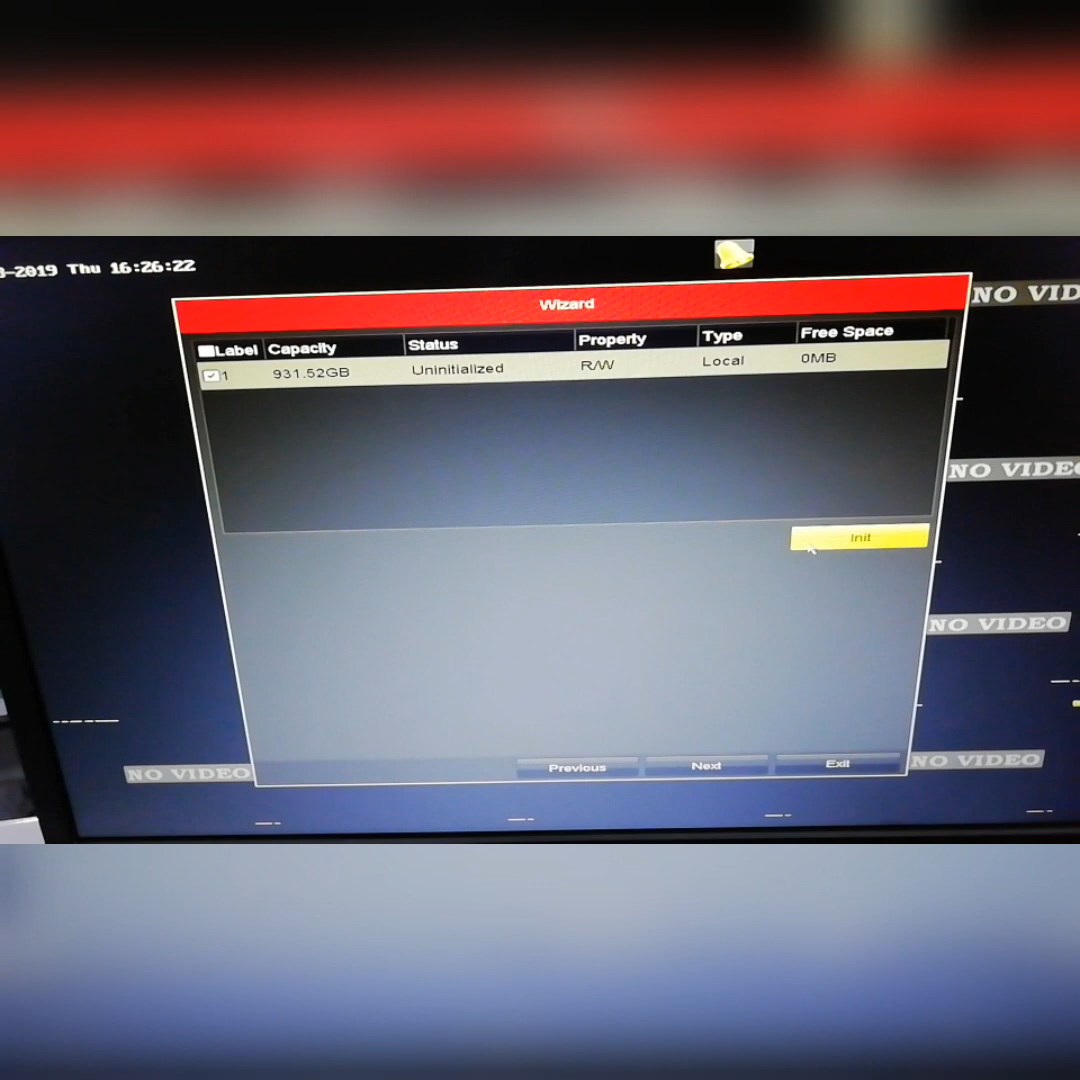 -2019 Thu 16:26:22
Wizard
NO VID
Label Capacity Status Property Type Free Space
1 931.52GB Uninitialized R/W Local 0MB
NO VIDEO
Init
NO VIDEO
Previous Next Exit
NO VIDEO
NO VIDEO